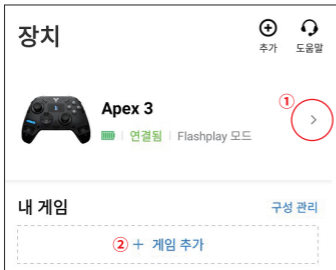 장치
추가
도움말
Apex 3
①
연결됨
Flashplay 모드
내 게임
구성 관리
② + 게임 추가